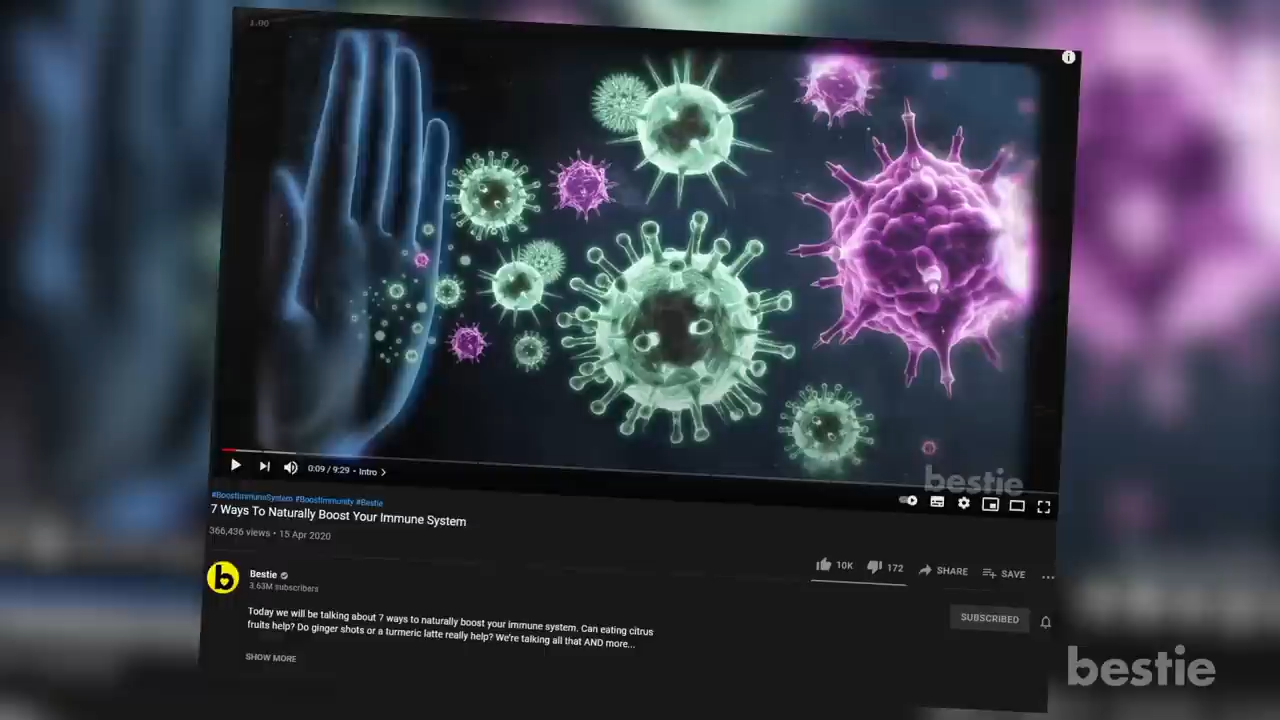 1.00
bestie
0:09 / 9:29 • Intro
#BoostImmuneSystem #BoostImmunity #Bestie
7 Ways To Naturally Boost Your Immune System
366,436 views • 15 Apr 2020
10K 172 SHARE SAVE
b Bestie
3.63M subscribers
SUBSCRIBED
Today we will be talking about 7 ways to naturally boost your immune system. Can eating citrus
fruits help? Do ginger shots or a turmeric latte really help? We're talking all that AND more...
SHOW MORE
bestie